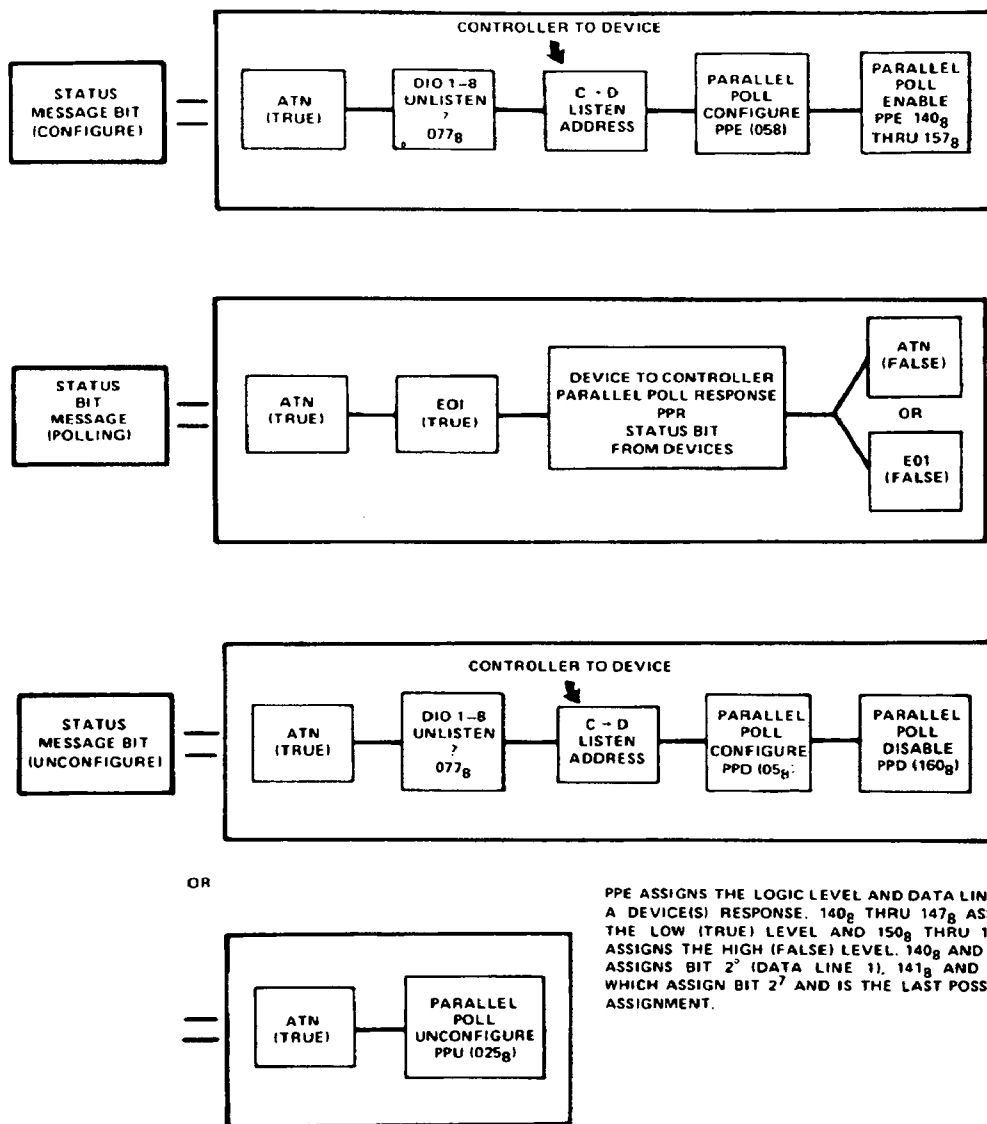 CONTROLLER TO DEVICE
STATUS
MESSAGE BIT
(CONFIGURE)
=
ATN
(TRUE)
DIO 1-8
UNLISTEN
?
077₈
C → D
LISTEN
ADDRESS
PARALLEL
POLL
CONFIGURE
PPE (058)
PARALLEL
POLL
ENABLE
PPE 140₈
THRU 157₈
STATUS
BIT
MESSAGE
(POLLING)
=
ATN
(TRUE)
EOI
(TRUE)
DEVICE TO CONTROLLER
PARALLEL POLL RESPONSE
PPR
STATUS BIT
FROM DEVICES
ATN
(FALSE)
OR
E01
(FALSE)
CONTROLLER TO DEVICE
STATUS
MESSAGE BIT
(UNCONFIGURE)
=
ATN
(TRUE)
DIO 1-8
UNLISTEN
?
077₈
C → D
LISTEN
ADDRESS
PARALLEL
POLL
CONFIGURE
PPD (05₈)
PARALLEL
POLL
DISABLE
PPD (160₈)
OR
=
ATN
(TRUE)
PARALLEL
POLL
UNCONFIGURE
PPU (025₈)
PPE ASSIGNS THE LOGIC LEVEL AND DATA LIN
A DEVICE(S) RESPONSE. 140₈ THRU 147₈ AS
THE LOW (TRUE) LEVEL AND 150₈ THRU 1
ASSIGNS THE HIGH (FALSE) LEVEL. 140₈ AND
ASSIGNS BIT 2⁰ (DATA LINE 1), 141₈ AND
WHICH ASSIGN BIT 2⁷ AND IS THE LAST POSS
ASSIGNMENT.